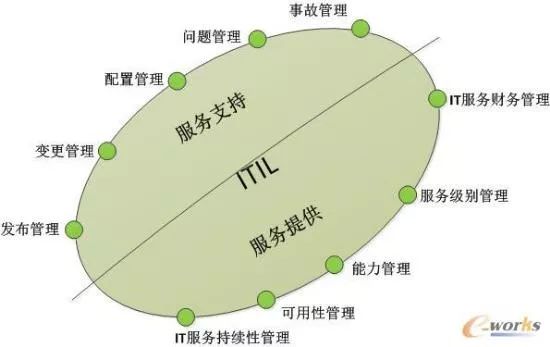 事故管理
问题管理
配置管理
变更管理
发布管理
服务支持
ITIL
服务提供
IT服务财务管理
服务级别管理
能力管理
可用性管理
IT服务持续性管理
e-works